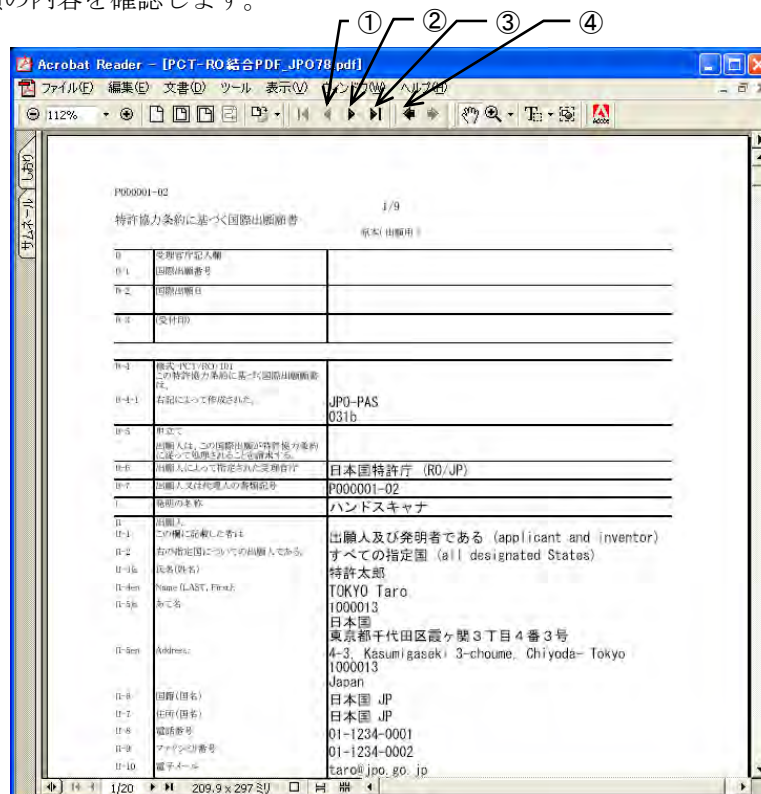 の内容を確認します。
① ② ③ ④
Acrobat Reader - [PCT-RO結合PDF_JPO78.pdf]
ファイル(F) 編集(E) 文書(D) ツール 表示(V) ウィンドウ(W) ヘルプ(H)
112%
しおり
サムネール
P000001-02
1/9
特許協力条約に基づく国際出願願書
原本(出願用)
0 受理官庁記入欄
0-1 国際出願番号
0-2 国際出願日
0-3 (受付印)
0-4 様式-PCT/RO/101
この特許協力条約に基づく国際出願願書
は、
0-4-1 右記によって作成された。 JPO-PAS
031b
0-5 申立て
出願人は、この国際出願が特許協力条約
に従って処理されることを請求する。
0-6 出願人によって指定された受理官庁 日本国特許庁 (RO/JP)
0-7 出願人又は代理人の書類記号 P000001-02
I 発明の名称 ハンドスキャナ
II 出願人
II-1 この欄に記載した者は 出願人及び発明者である (applicant and inventor)
II-2 右の指定国についての出願人である。 すべての指定国 (all designated States)
II-4ja 氏名(姓名) 特許太郎
II-4en Name (LAST, First): TOKYO Taro
II-5ja あて名 1000013
日本国
東京都千代田区霞ヶ関3丁目4番3号
II-5en Address: 4-3, Kasumigaseki 3-choume, Chiyoda- Tokyo
1000013
Japan
II-6 国籍(国名) 日本国 JP
II-7 住所(国名) 日本国 JP
II-8 電話番号 01-1234-0001
II-9 ファクシミリ番号 01-1234-0002
II-10 電子メール taro@jpo.go.jp
1/20 209.9 x 297 ミリ